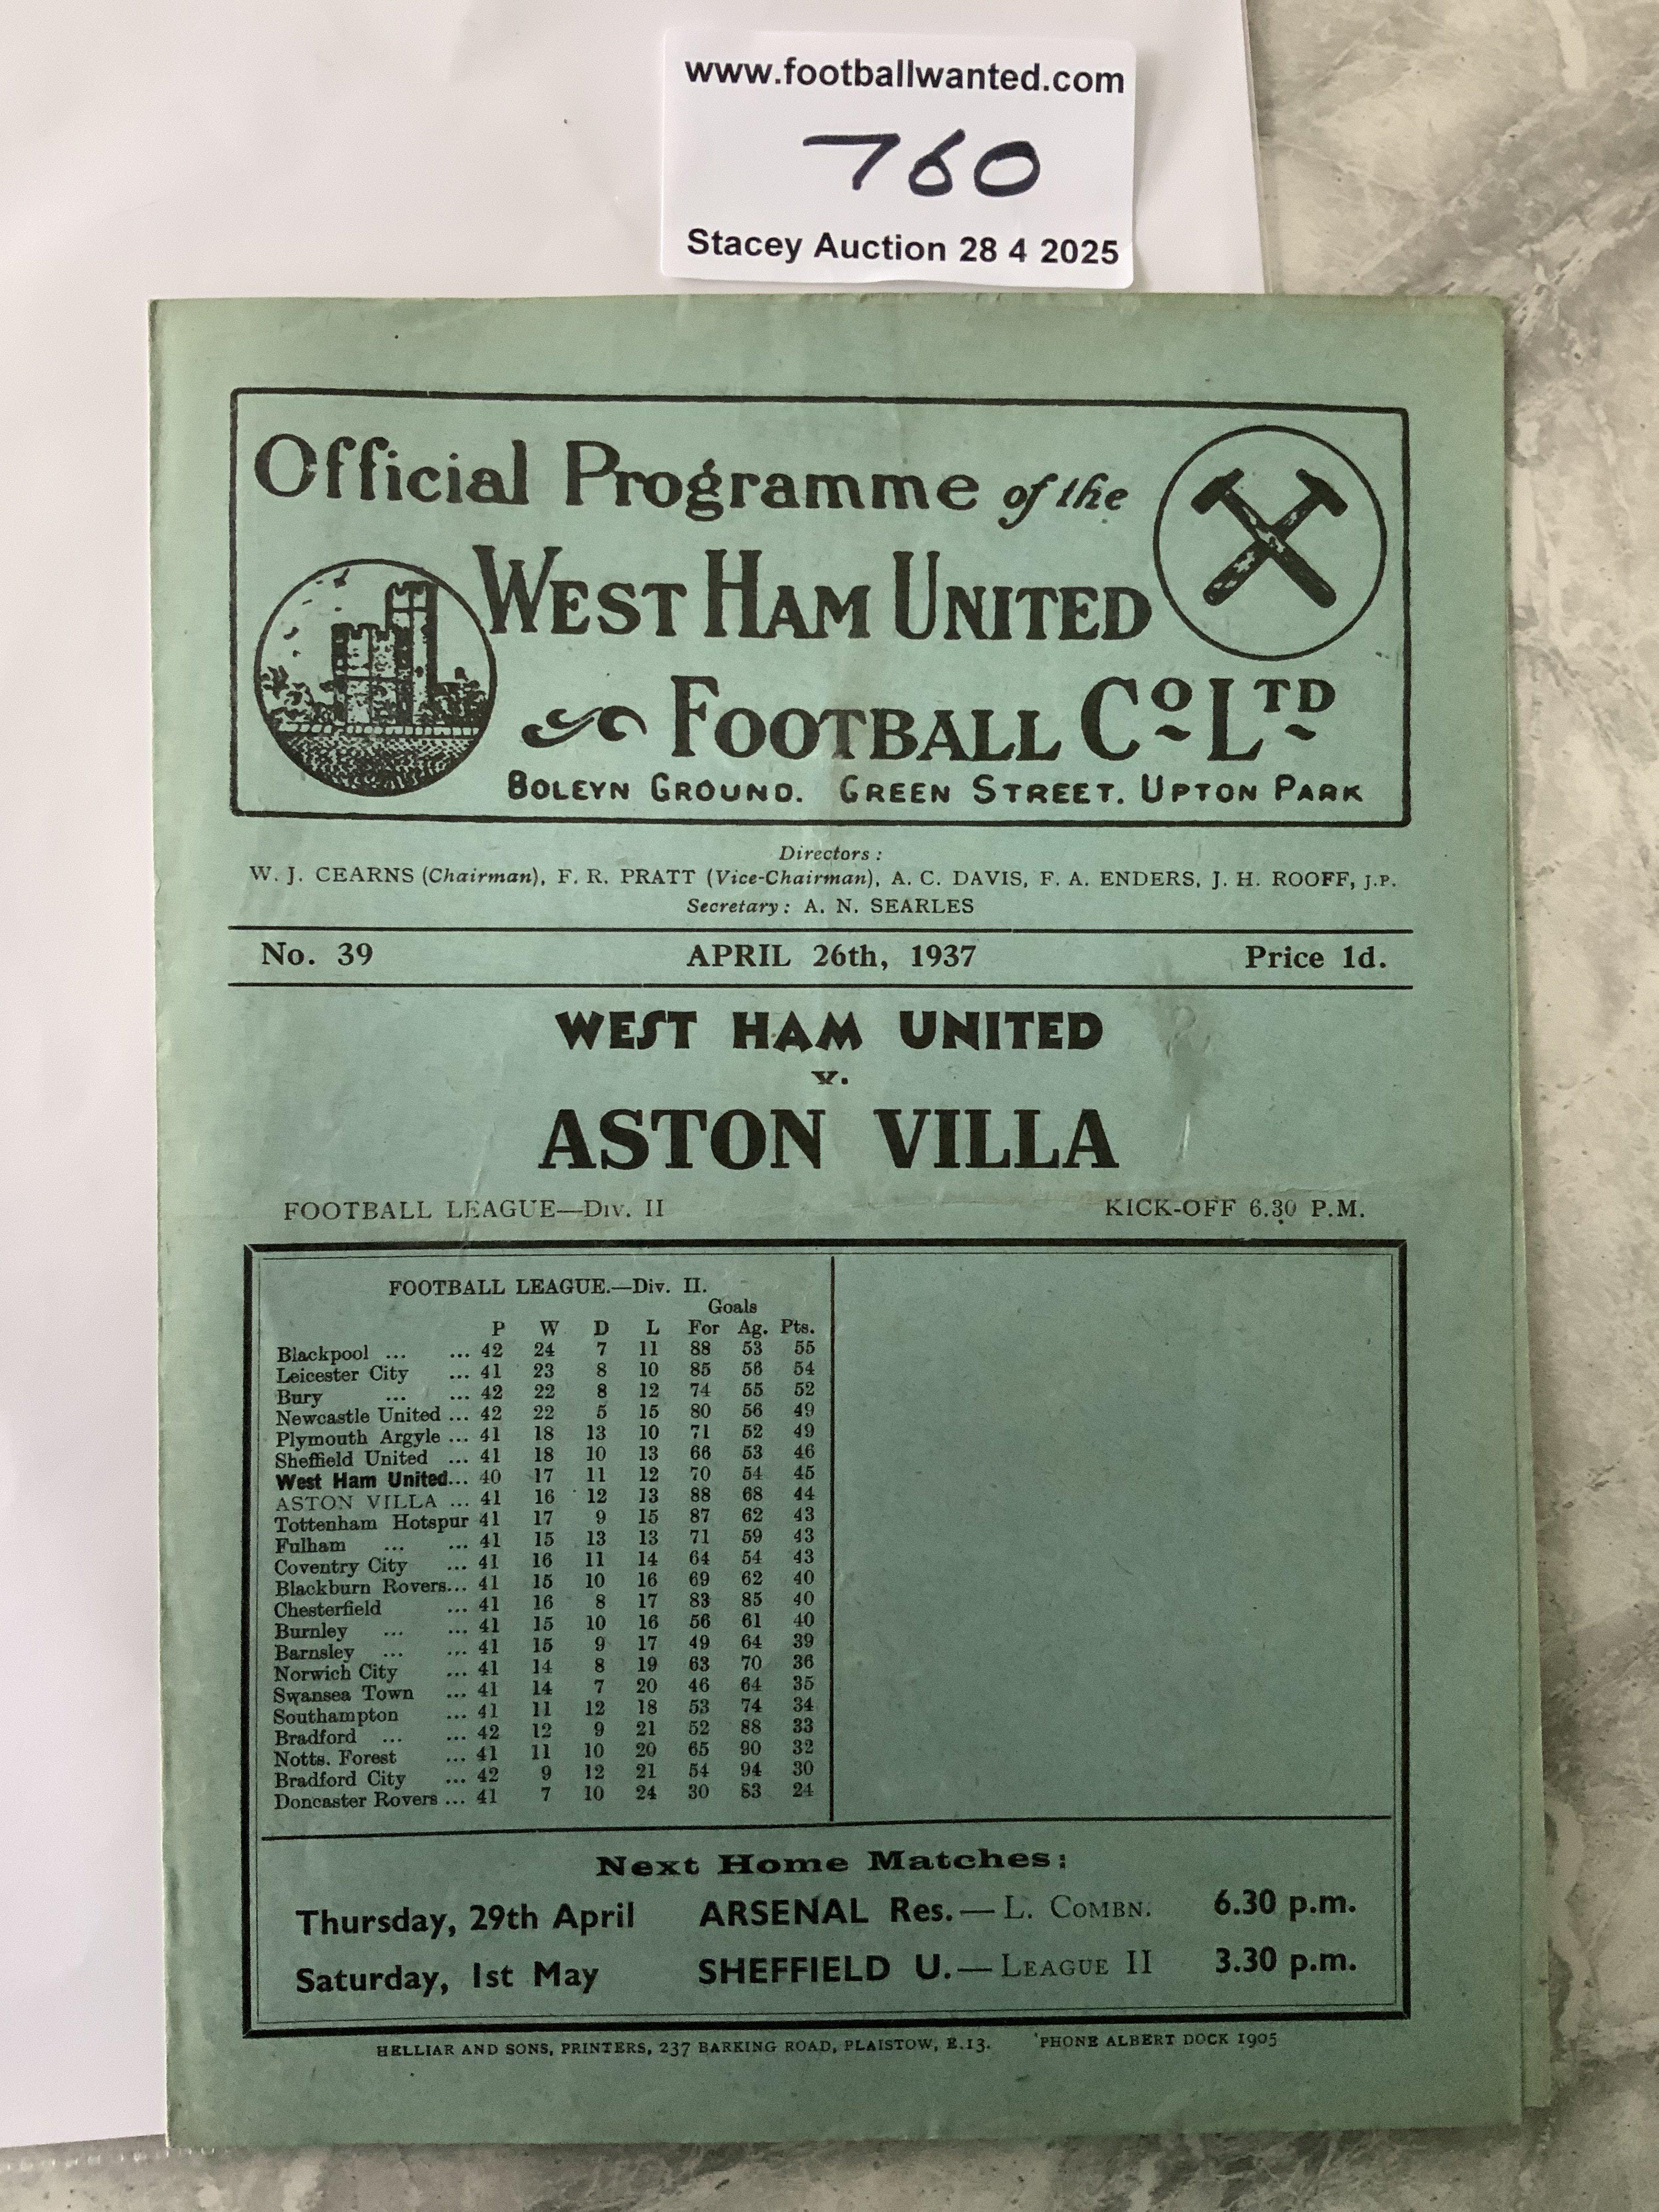 www.footballwanted.com
760
Stacey Auction 28 4 2025
Official Programme of the
WEST HAM UNITED
FOOTBALL CO LTD
BOLEYN GROUND. GREEN STREET. UPTON PARK
Directors :
W. J. CEARNS (Chairman), F. R. PRATT (Vice-Chairman), A. C. DAVIS, F. A. ENDERS, J. H. ROOFF, J.P.
Secretary : A. N. SEARLES
No. 39 APRIL 26th, 1937 Price 1d.
WEST HAM UNITED
v.
ASTON VILLA
FOOTBALL LEAGUE—Div. II KICK-OFF 6.30 P.M.
FOOTBALL LEAGUE.—Div. II.
Goals
P W D L For Ag. Pts.
Blackpool ... ... 42 24 7 11 88 53 55
Leicester City ... 41 23 8 10 85 56 54
Bury ... ... 42 22 8 12 74 55 52
Newcastle United ... 42 22 5 15 80 56 49
Plymouth Argyle ... 41 18 13 10 71 52 49
Sheffield United ... 41 18 10 13 66 53 46
West Ham United... 40 17 11 12 70 54 45
ASTON VILLA ... 41 16 12 13 88 68 44
Tottenham Hotspur 41 17 9 15 87 62 43
Fulham ... ... 41 15 13 13 71 59 43
Coventry City ... 41 16 11 14 64 54 43
Blackburn Rovers... 41 15 10 16 69 62 40
Chesterfield ... 41 16 8 17 83 85 40
Burnley ... ... 41 15 10 16 56 61 40
Barnsley ... ... 41 15 9 17 49 64 39
Norwich City ... 41 14 8 19 63 70 36
Swansea Town ... 41 14 7 20 46 64 35
Southampton ... 41 11 12 18 53 74 34
Bradford ... ... 42 12 9 21 52 88 33
Notts. Forest ... 41 11 10 20 65 90 32
Bradford City ... 42 9 12 21 54 94 30
Doncaster Rovers ... 41 7 10 24 30 83 24
Next Home Matches:
Thursday, 29th April ARSENAL Res.—L. COMBN. 6.30 p.m.
Saturday, 1st May SHEFFIELD U.—LEAGUE II 3.30 p.m.
HELLIAR AND SONS, PRINTERS, 237 BARKING ROAD, PLAISTOW, E.13. 'PHONE ALBERT DOCK 1905